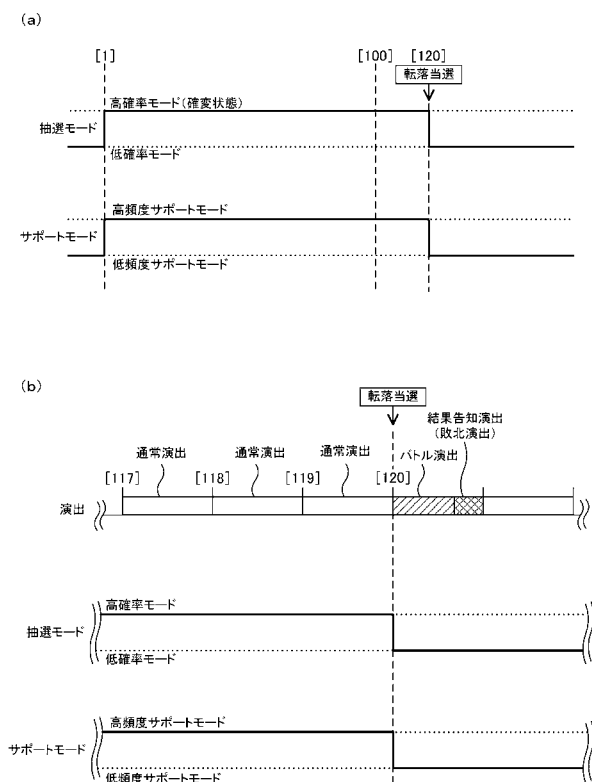 (a)
[1]
[100]
[120]
転落当選
高確率モード(確変状態)
抽選モード
低確率モード
高頻度サポートモード
サポートモード
低頻度サポートモード
(b)
転落当選
結果告知演出
(敗北演出)
通常演出
通常演出
通常演出
バトル演出
[117]
[118]
[119]
[120]
演出
高確率モード
抽選モード
低確率モード
高頻度サポートモード
サポートモード
低頻度サポートモード